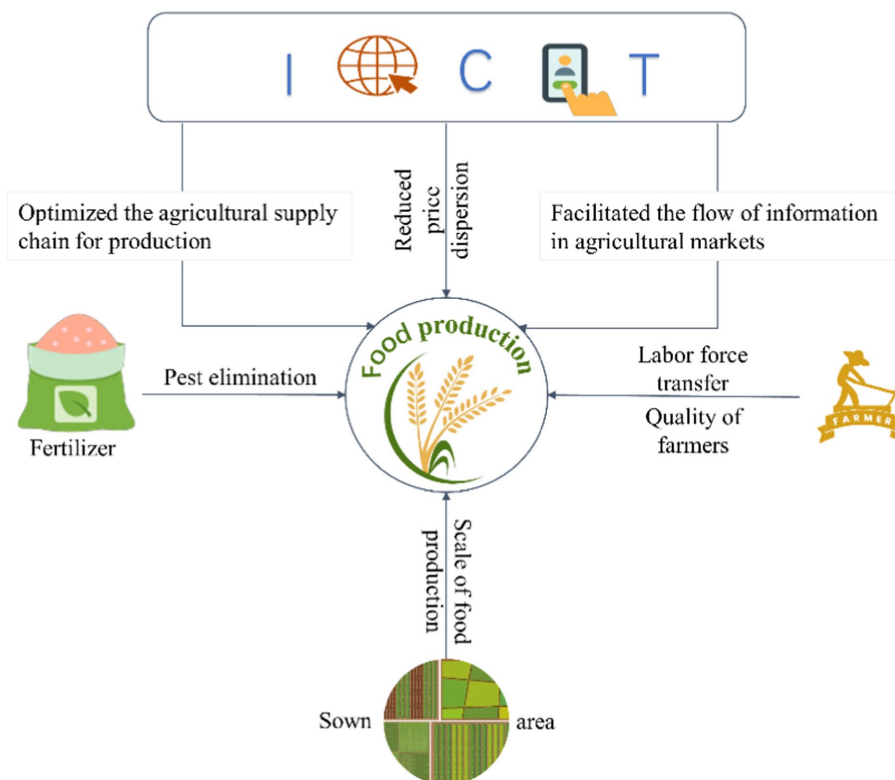 I C T
Optimized the agricultural supply
chain for production
Reduced
price
dispersion
Facilitated the flow of information
in agricultural markets
Food production
Pest elimination
Fertilizer
Labor force
transfer
Quality of
farmers
FARMER
Scale of food
production
Sown area